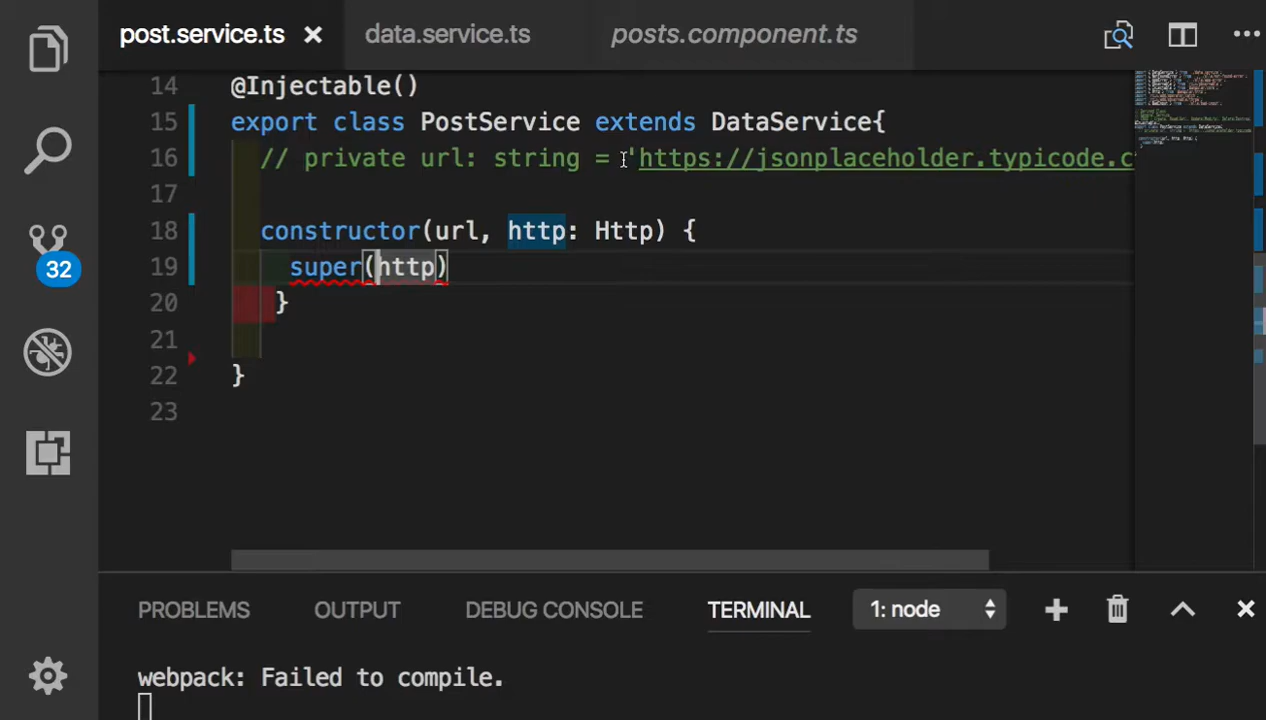 post.service.ts × data.service.ts posts.component.ts ...
14 @Injectable()
15 export class PostService extends DataService{
16 // private url: string = 'https://jsonplaceholder.typicode.c
17
18 constructor(url, http: Http) {
19 super(http)
20 }
21
22 }
23
32
PROBLEMS OUTPUT DEBUG CONSOLE TERMINAL 1: node
webpack: Failed to compile.